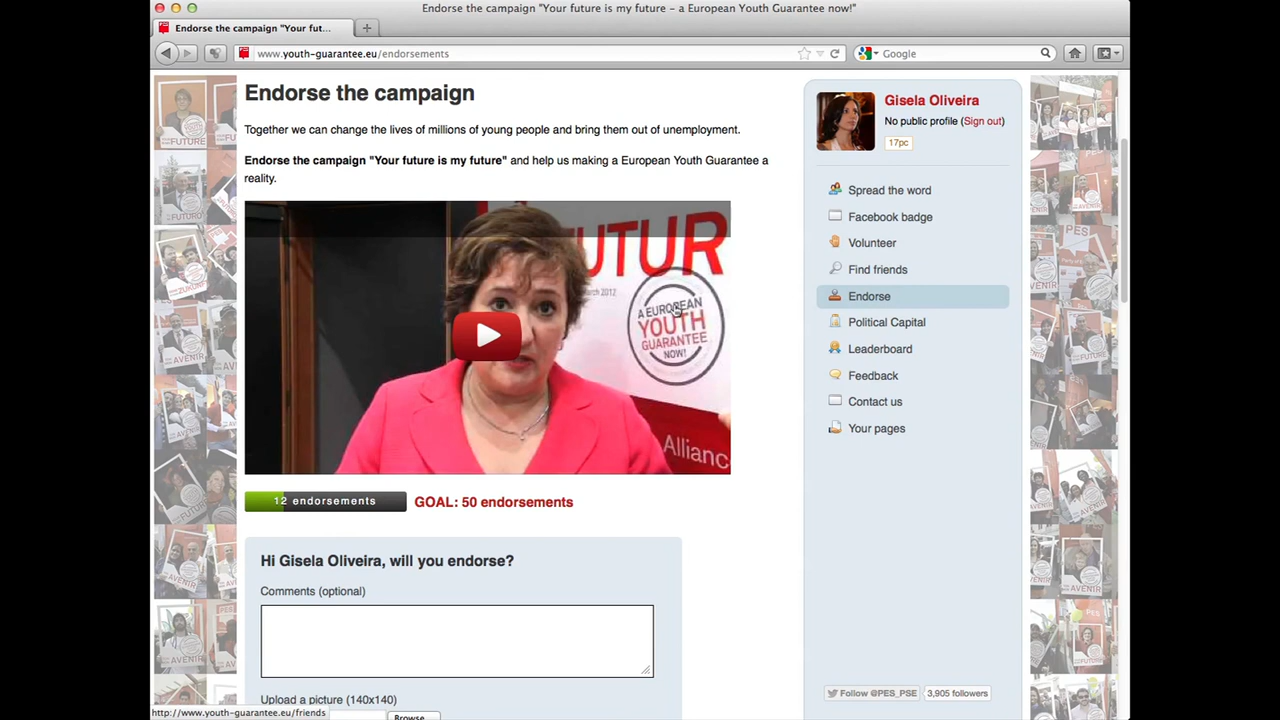 Endorse the campaign "Your future is my future – a European Youth Guarantee now!"
Endorse the campaign "Your fut...
www.youth-guarantee.eu/endorsements
Google
Endorse the campaign
Together we can change the lives of millions of young people and bring them out of unemployment.
Endorse the campaign "Your future is my future" and help us making a European Youth Guarantee a
reality.
FUTUR
March 2012
A EUROPEAN
YOUTH
GUARANTEE
NOW!
Allianc
12 endorsements
GOAL: 50 endorsements
Hi Gisela Oliveira, will you endorse?
Comments (optional)
Upload a picture (140x140)
Browse...
http://www.youth-guarantee.eu/friends
Gisela Oliveira
No public profile (Sign out)
17pc
Spread the word
Facebook badge
Volunteer
Find friends
Endorse
Political Capital
Leaderboard
Feedback
Contact us
Your pages
Follow @PES_PSE
3,905 followers